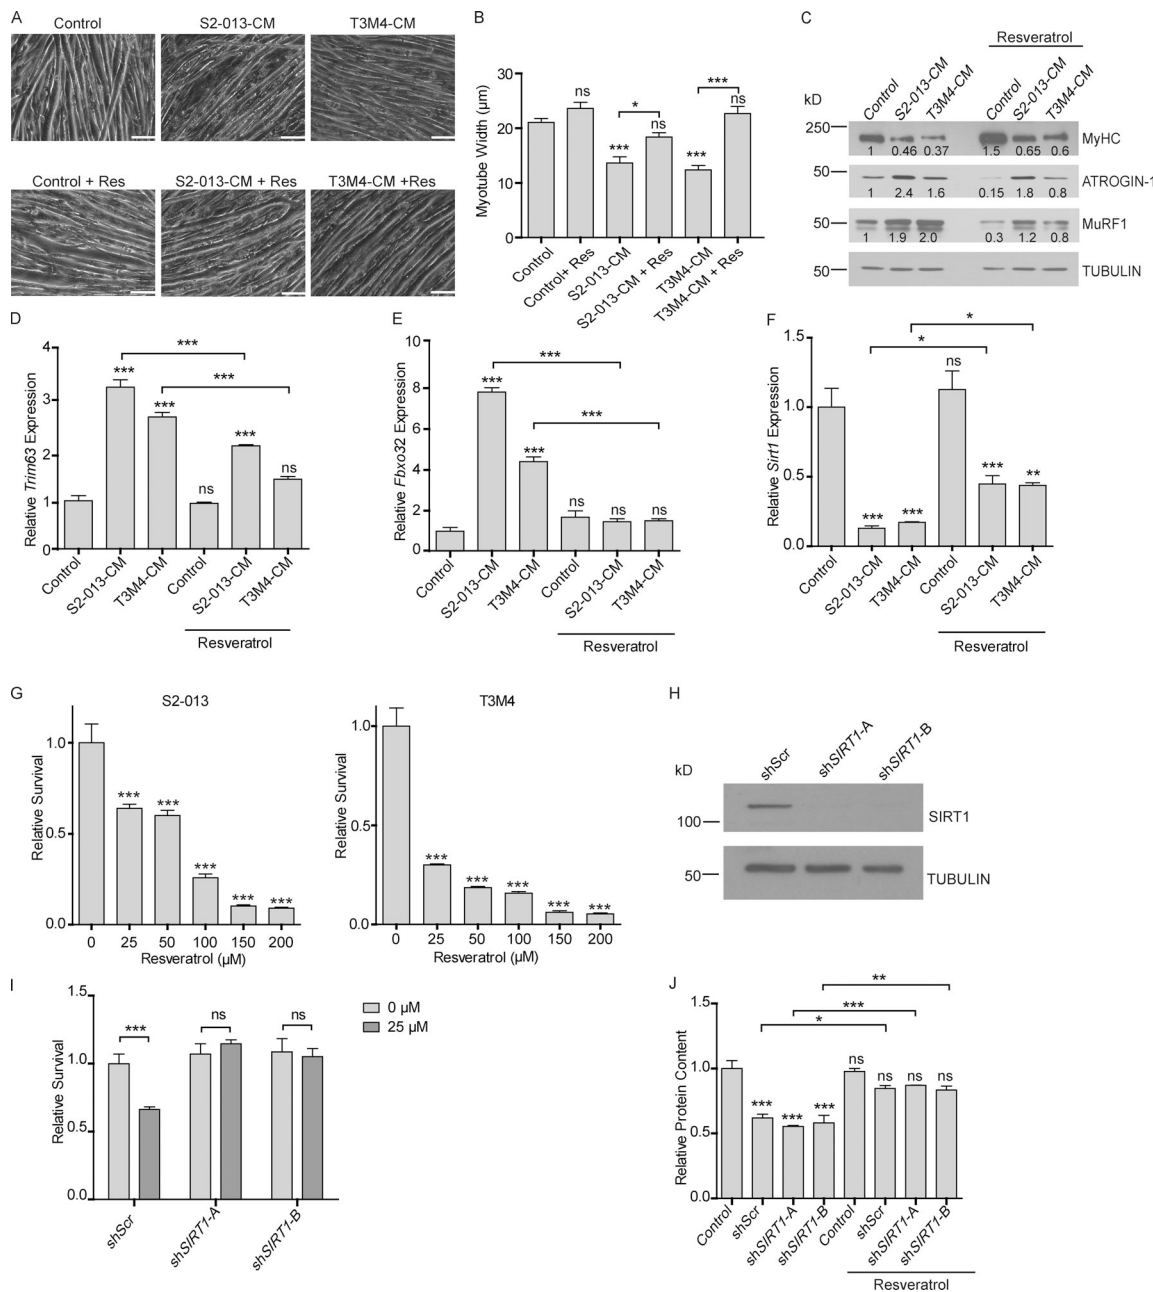 A
Control
S2-013-CM
T3M4-CM
Control + Res
S2-013-CM + Res
T3M4-CM +Res
B
Myotube Width (µm)
30
20
10
0
ns
***
*
ns
***
***
ns
Control
Control+ Res
S2-013-CM
S2-013-CM + Res
T3M4-CM
T3M4-CM + Res
C
Resveratrol
kD
Control
S2-013-CM
T3M4-CM
Control
S2-013-CM
T3M4-CM
250
MyHC
1 0.46 0.37 1.5 0.65 0.6
50
ATROGIN-1
1 2.4 1.6 0.15 1.8 0.8
50
MuRF1
1 1.9 2.0 0.3 1.2 0.8
50
TUBULIN
D
Relative Trim63 Expression
4
3
2
1
0
***
***
***
***
ns
***
ns
Control
S2-013-CM
T3M4-CM
Control
S2-013-CM
T3M4-CM
Resveratrol
E
Relative Fbxo32 Expression
10
8
6
4
2
0
***
***
***
***
ns
ns
ns
Control
S2-013-CM
T3M4-CM
Control
S2-013-CM
T3M4-CM
Resveratrol
F
Relative Sirt1 Expression
1.5
1.0
0.5
0.0
*
*
ns
***
***
***
**
Control
S2-013-CM
T3M4-CM
Control
S2-013-CM
T3M4-CM
Resveratrol
G
S2-013
Relative Survival
1.0
0.5
0.0
***
***
***
***
***
0 25 50 100 150 200
Resveratrol (µM)
T3M4
Relative Survival
1.0
0.5
0.0
***
***
***
***
***
0 25 50 100 150 200
Resveratrol (µM)
H
kD
shScr
shSIRT1-A
shSIRT1-B
100
SIRT1
50
TUBULIN
I
Relative Survival
1.5
1.0
0.5
0.0
***
ns
ns
0 µM
25 µM
shScr
shSIRT1-A
shSIRT1-B
J
Relative Protein Content
1.5
1.0
0.5
0.0
**
***
*
***
***
***
ns
ns
ns
ns
Control
shScr
shSIRT1-A
shSIRT1-B
Control
shScr
shSIRT1-A
shSIRT1-B
Resveratrol